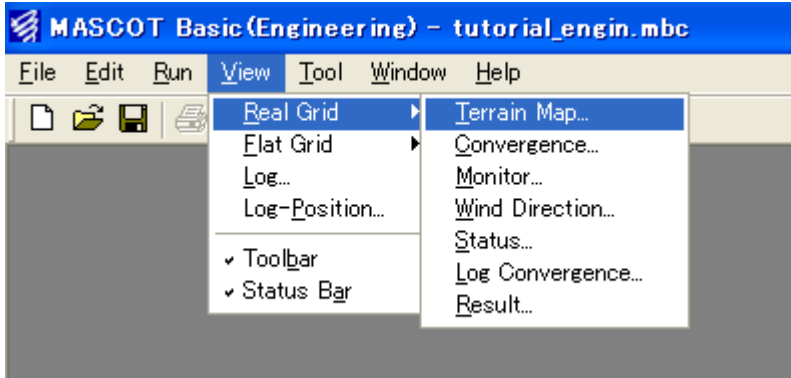 MASCOT Basic(Engineering) - tutorial_engin.mbc
File Edit Run View Tool Window Help
Real Grid
Flat Grid
Log...
Log-Position...
Toolbar
Status Bar
Terrain Map...
Convergence...
Monitor...
Wind Direction...
Status...
Log Convergence...
Result...